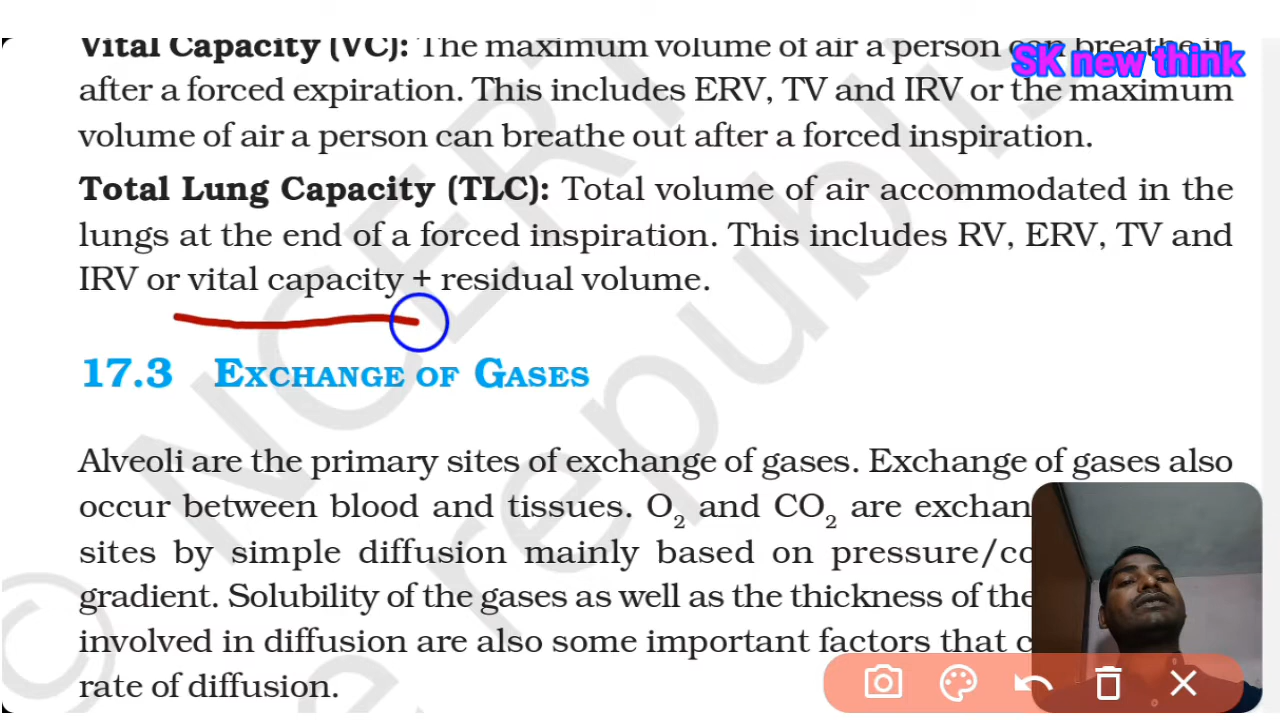 Vital Capacity (VC): The maximum volume of air a person can breathe in
SK new think
after a forced expiration. This includes ERV, TV and IRV or the maximum
volume of air a person can breathe out after a forced inspiration.
Total Lung Capacity (TLC): Total volume of air accommodated in the
lungs at the end of a forced inspiration. This includes RV, ERV, TV and
IRV or vital capacity + residual volume.
17.3 EXCHANGE OF GASES
Alveoli are the primary sites of exchange of gases. Exchange of gases also
occur between blood and tissues. O₂ and CO₂ are exchan
sites by simple diffusion mainly based on pressure/co
gradient. Solubility of the gases as well as the thickness of the
involved in diffusion are also some important factors that c
rate of diffusion.
© NCERT
republis